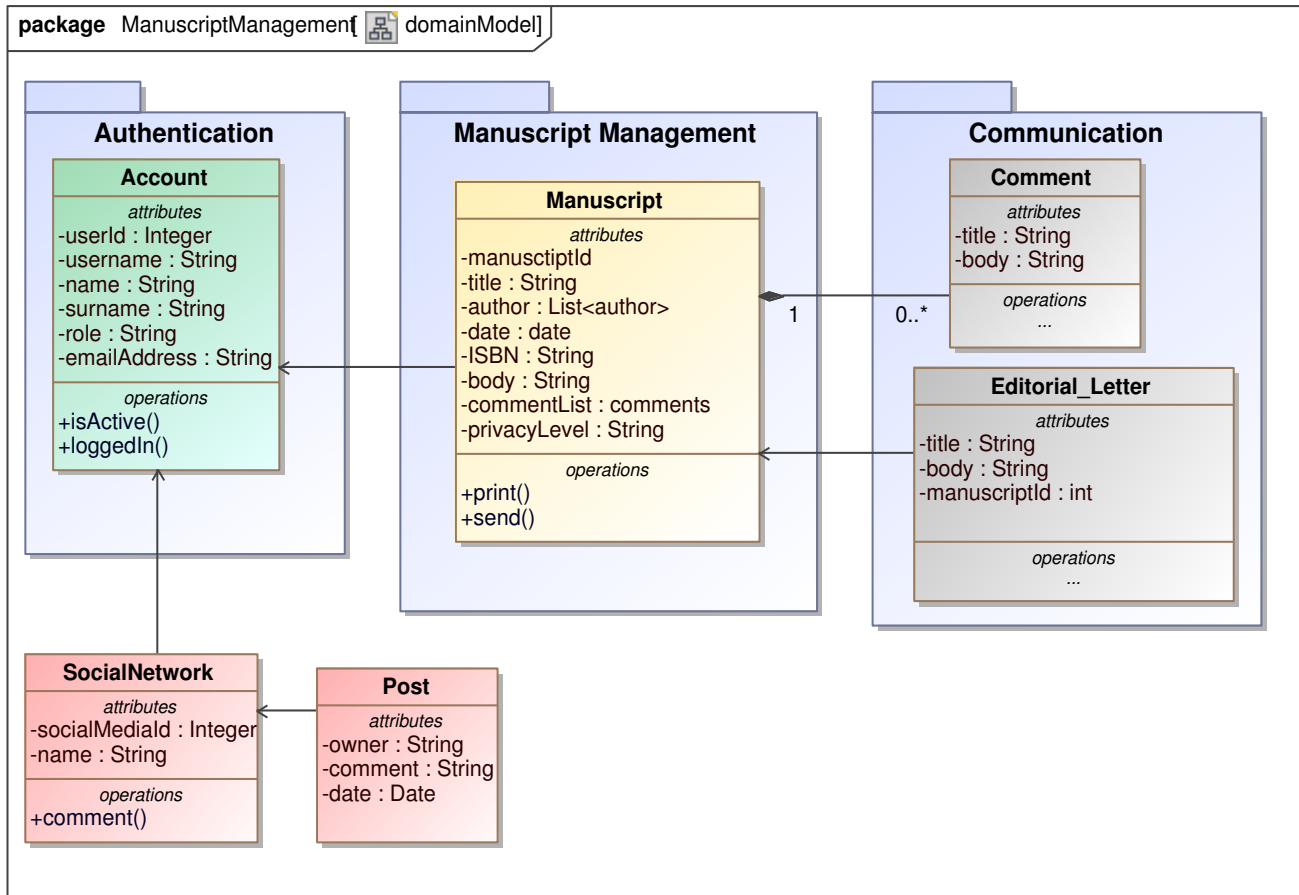 package ManuscriptManagement[ domainModel]
Authentication
Account
attributes
-userId : Integer
-username : String
-name : String
-surname : String
-role : String
-emailAddress : String
operations
+isActive()
+loggedIn()
Manuscript Management
Manuscript
attributes
-manusctiptId
-title : String
-author : List<author>
-date : date
-ISBN : String
-body : String
-commentList : comments
-privacyLevel : String
operations
+print()
+send()
1
0..*
Communication
Comment
attributes
-title : String
-body : String
operations
...
Editorial_Letter
attributes
-title : String
-body : String
-manuscriptId : int
operations
...
SocialNetwork
attributes
-socialMediaId : Integer
-name : String
operations
+comment()
Post
attributes
-owner : String
-comment : String
-date : Date